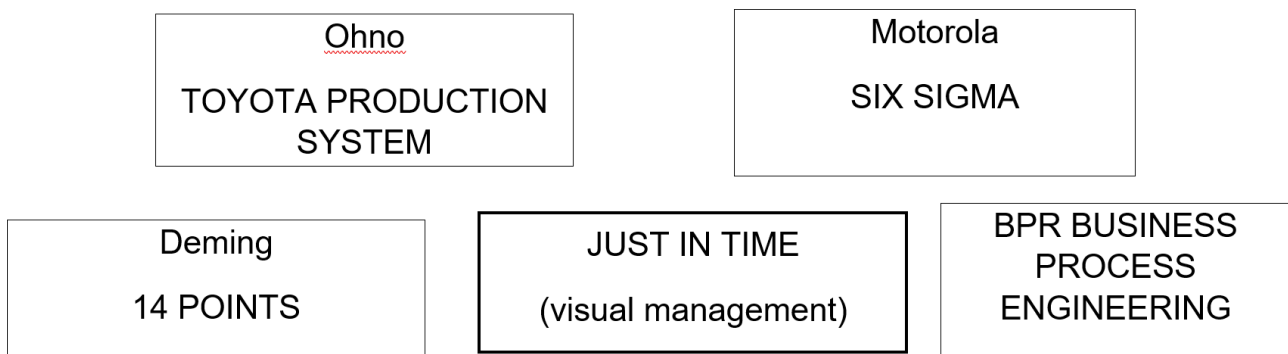 Ohno
TOYOTA PRODUCTION
SYSTEM
Motorola
SIX SIGMA
Deming
14 POINTS
JUST IN TIME
(visual management)
BPR BUSINESS
PROCESS
ENGINEERING